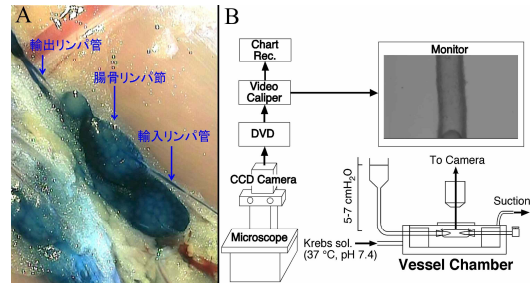 A
輸出リンパ管
腸骨リンパ節
輸入リンパ管
B
Chart
Rec.
Video
Caliper
DVD
CCD Camera
Microscope
Monitor
To Camera
5-7 cmH₂O
Suction
Krebs sol.
(37 °C, pH 7.4)
Vessel Chamber